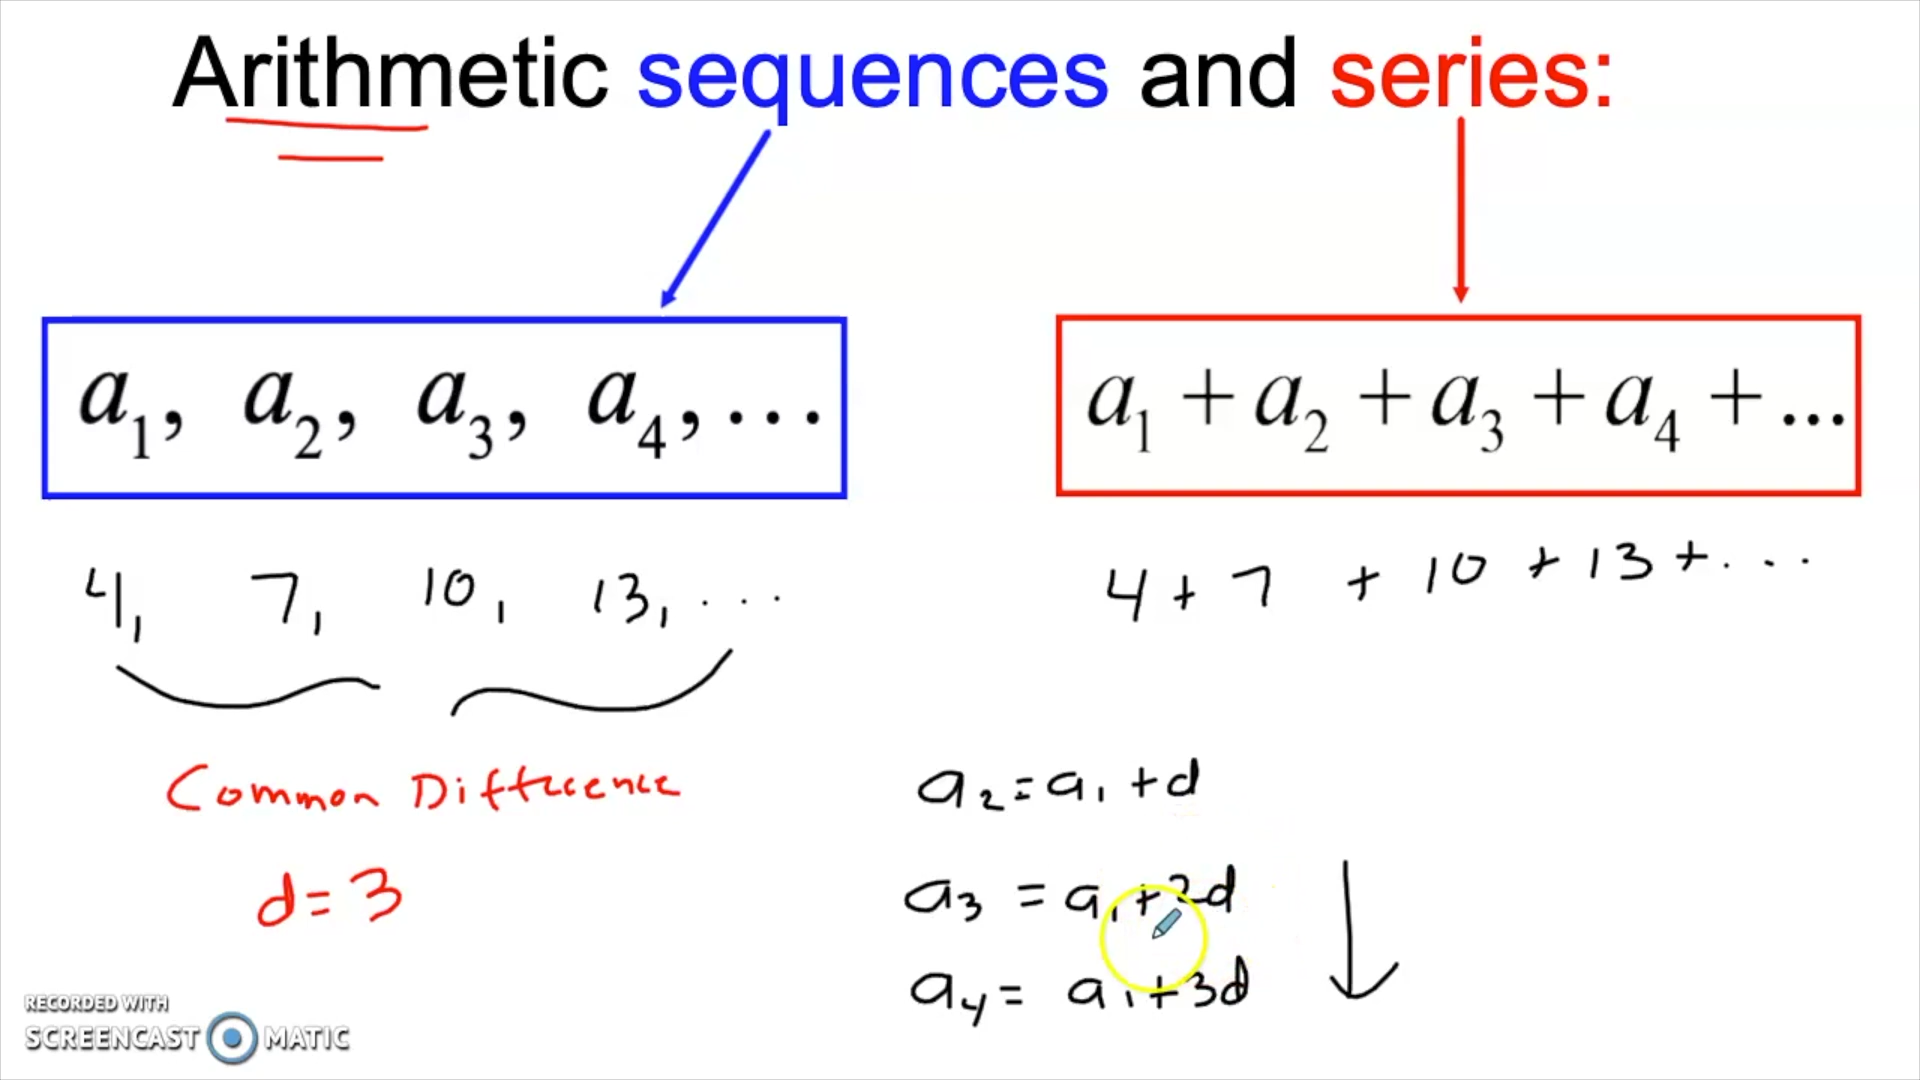 Arithmetic sequences and series:
a₁, a₂, a₃, a₄, ...
a₁ + a₂ + a₃ + a₄ + ...
4, 7, 10, 13, ...
4 + 7 + 10 + 13 + ...
Common Difference
d = 3
a₂ = a₁ + d
a₃ = a₁ + 2d
a₄ = a₁ + 3d
RECORDED WITH
SCREENCAST MATIC